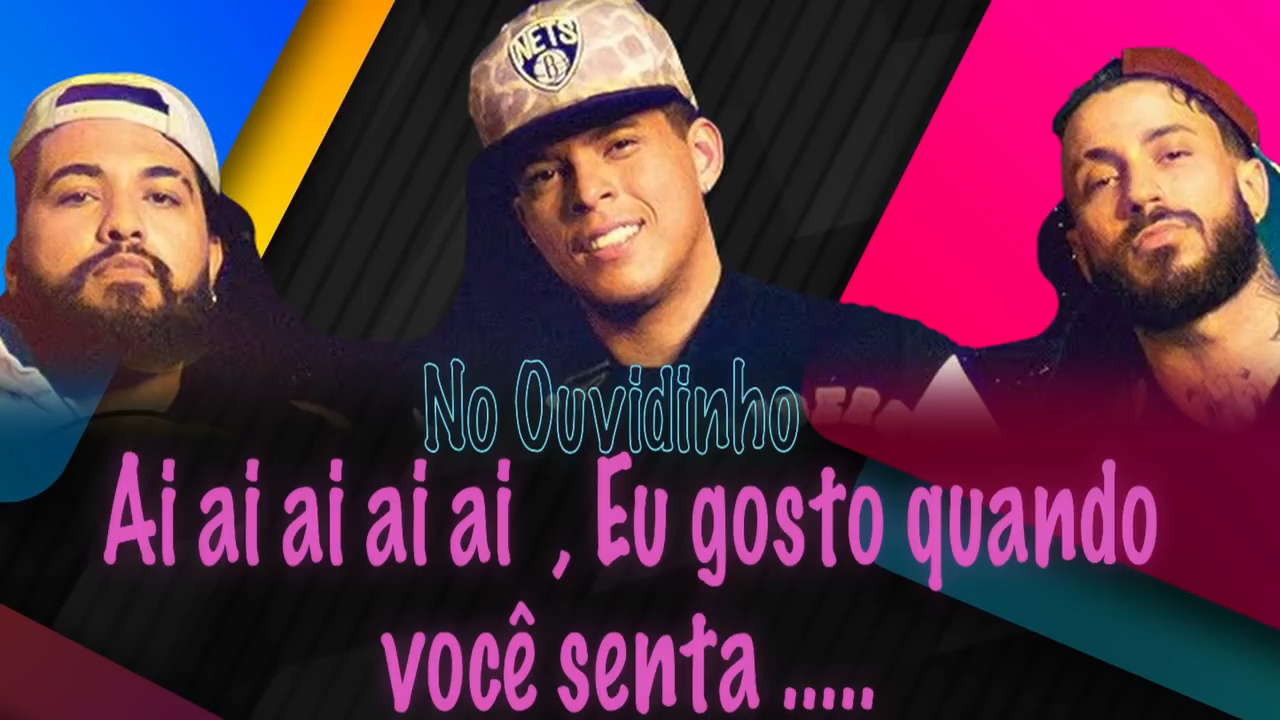 NETS
B
No Ouvidinho
Ai ai ai ai ai , Eu gosto quando
você senta .....